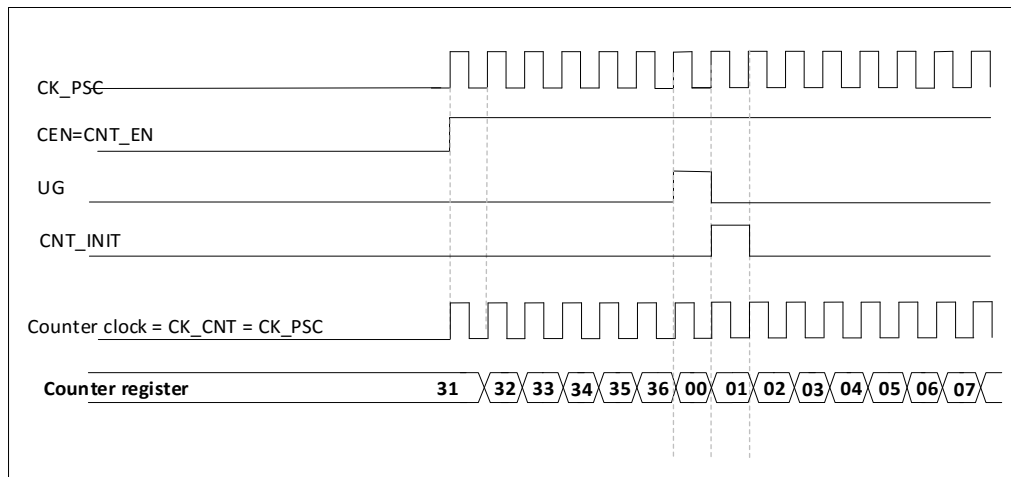 CK_PSC
CEN=CNT_EN
UG
CNT_INIT
Counter clock = CK_CNT = CK_PSC
Counter register 31 32 33 34 35 36 00 01 02 03 04 05 06 07